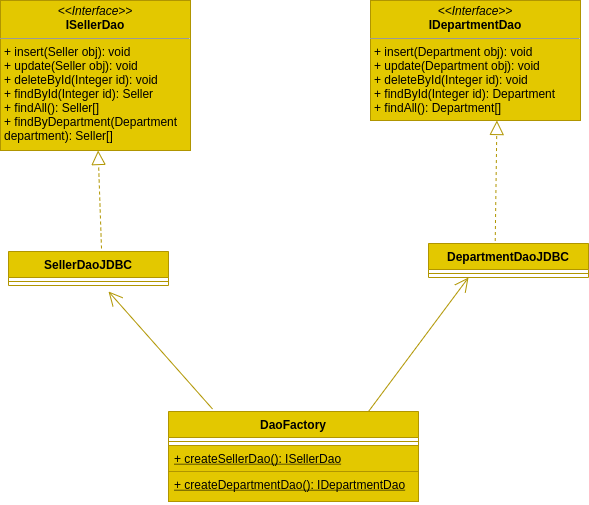 <<Interface>>
ISellerDao
+ insert(Seller obj): void
+ update(Seller obj): void
+ deleteById(Integer id): void
+ findById(Integer id): Seller
+ findAll(): Seller[]
+ findByDepartment(Department
department): Seller[]
<<Interface>>
IDepartmentDao
+ insert(Department obj): void
+ update(Department obj): void
+ deleteById(Integer id): void
+ findById(Integer id): Department
+ findAll(): Department[]
SellerDaoJDBC
DepartmentDaoJDBC
DaoFactory
+ createSellerDao(): ISellerDao
+ createDepartmentDao(): IDepartmentDao